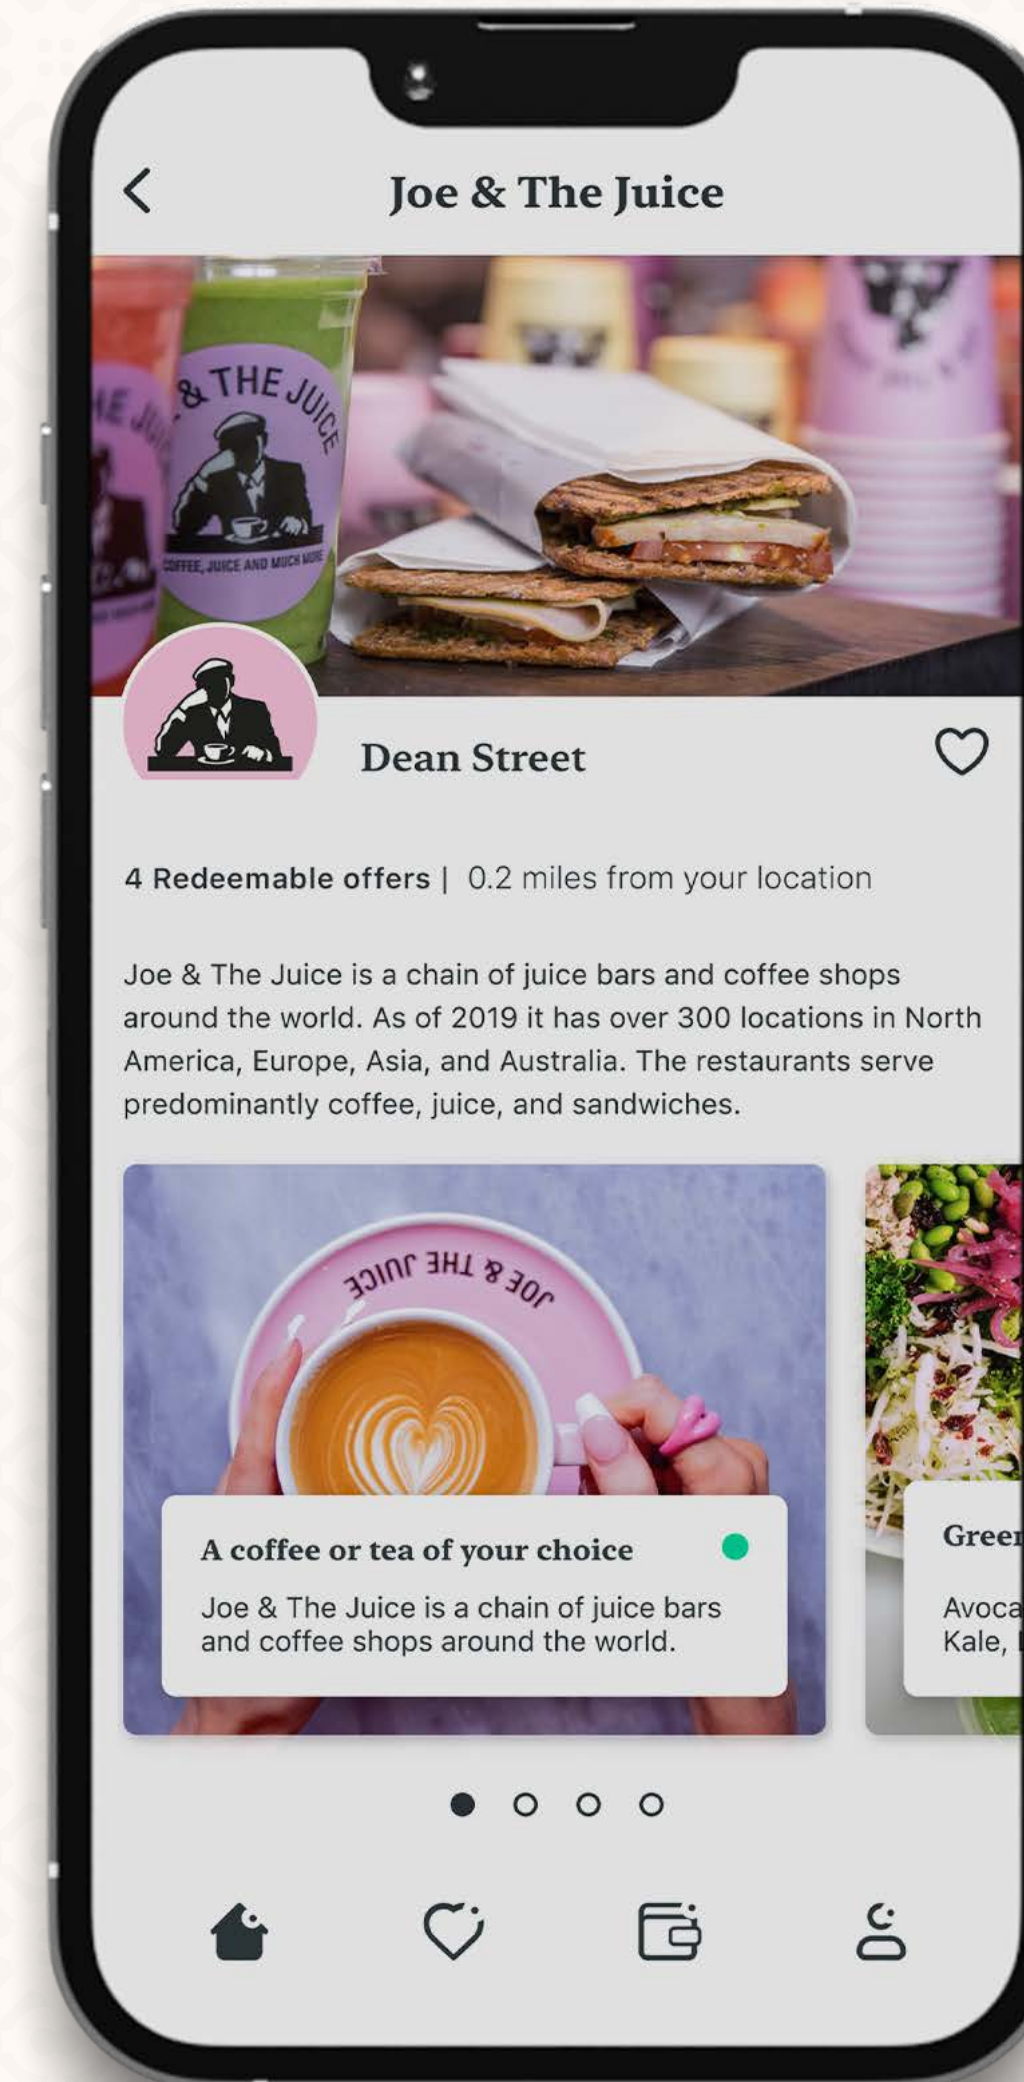 Joe & The Juice
& THE JUICE
HE JUI
COFFEE, JUICE AND MUCH MORE
Dean Street
4 Redeemable offers | 0.2 miles from your location
Joe & The Juice is a chain of juice bars and coffee shops
around the world. As of 2019 it has over 300 locations in North
America, Europe, Asia, and Australia. The restaurants serve
predominantly coffee, juice, and sandwiches.
JOE & THE JUICE
A coffee or tea of your choice
Joe & The Juice is a chain of juice bars
and coffee shops around the world.
Green
Avoca
Kale,